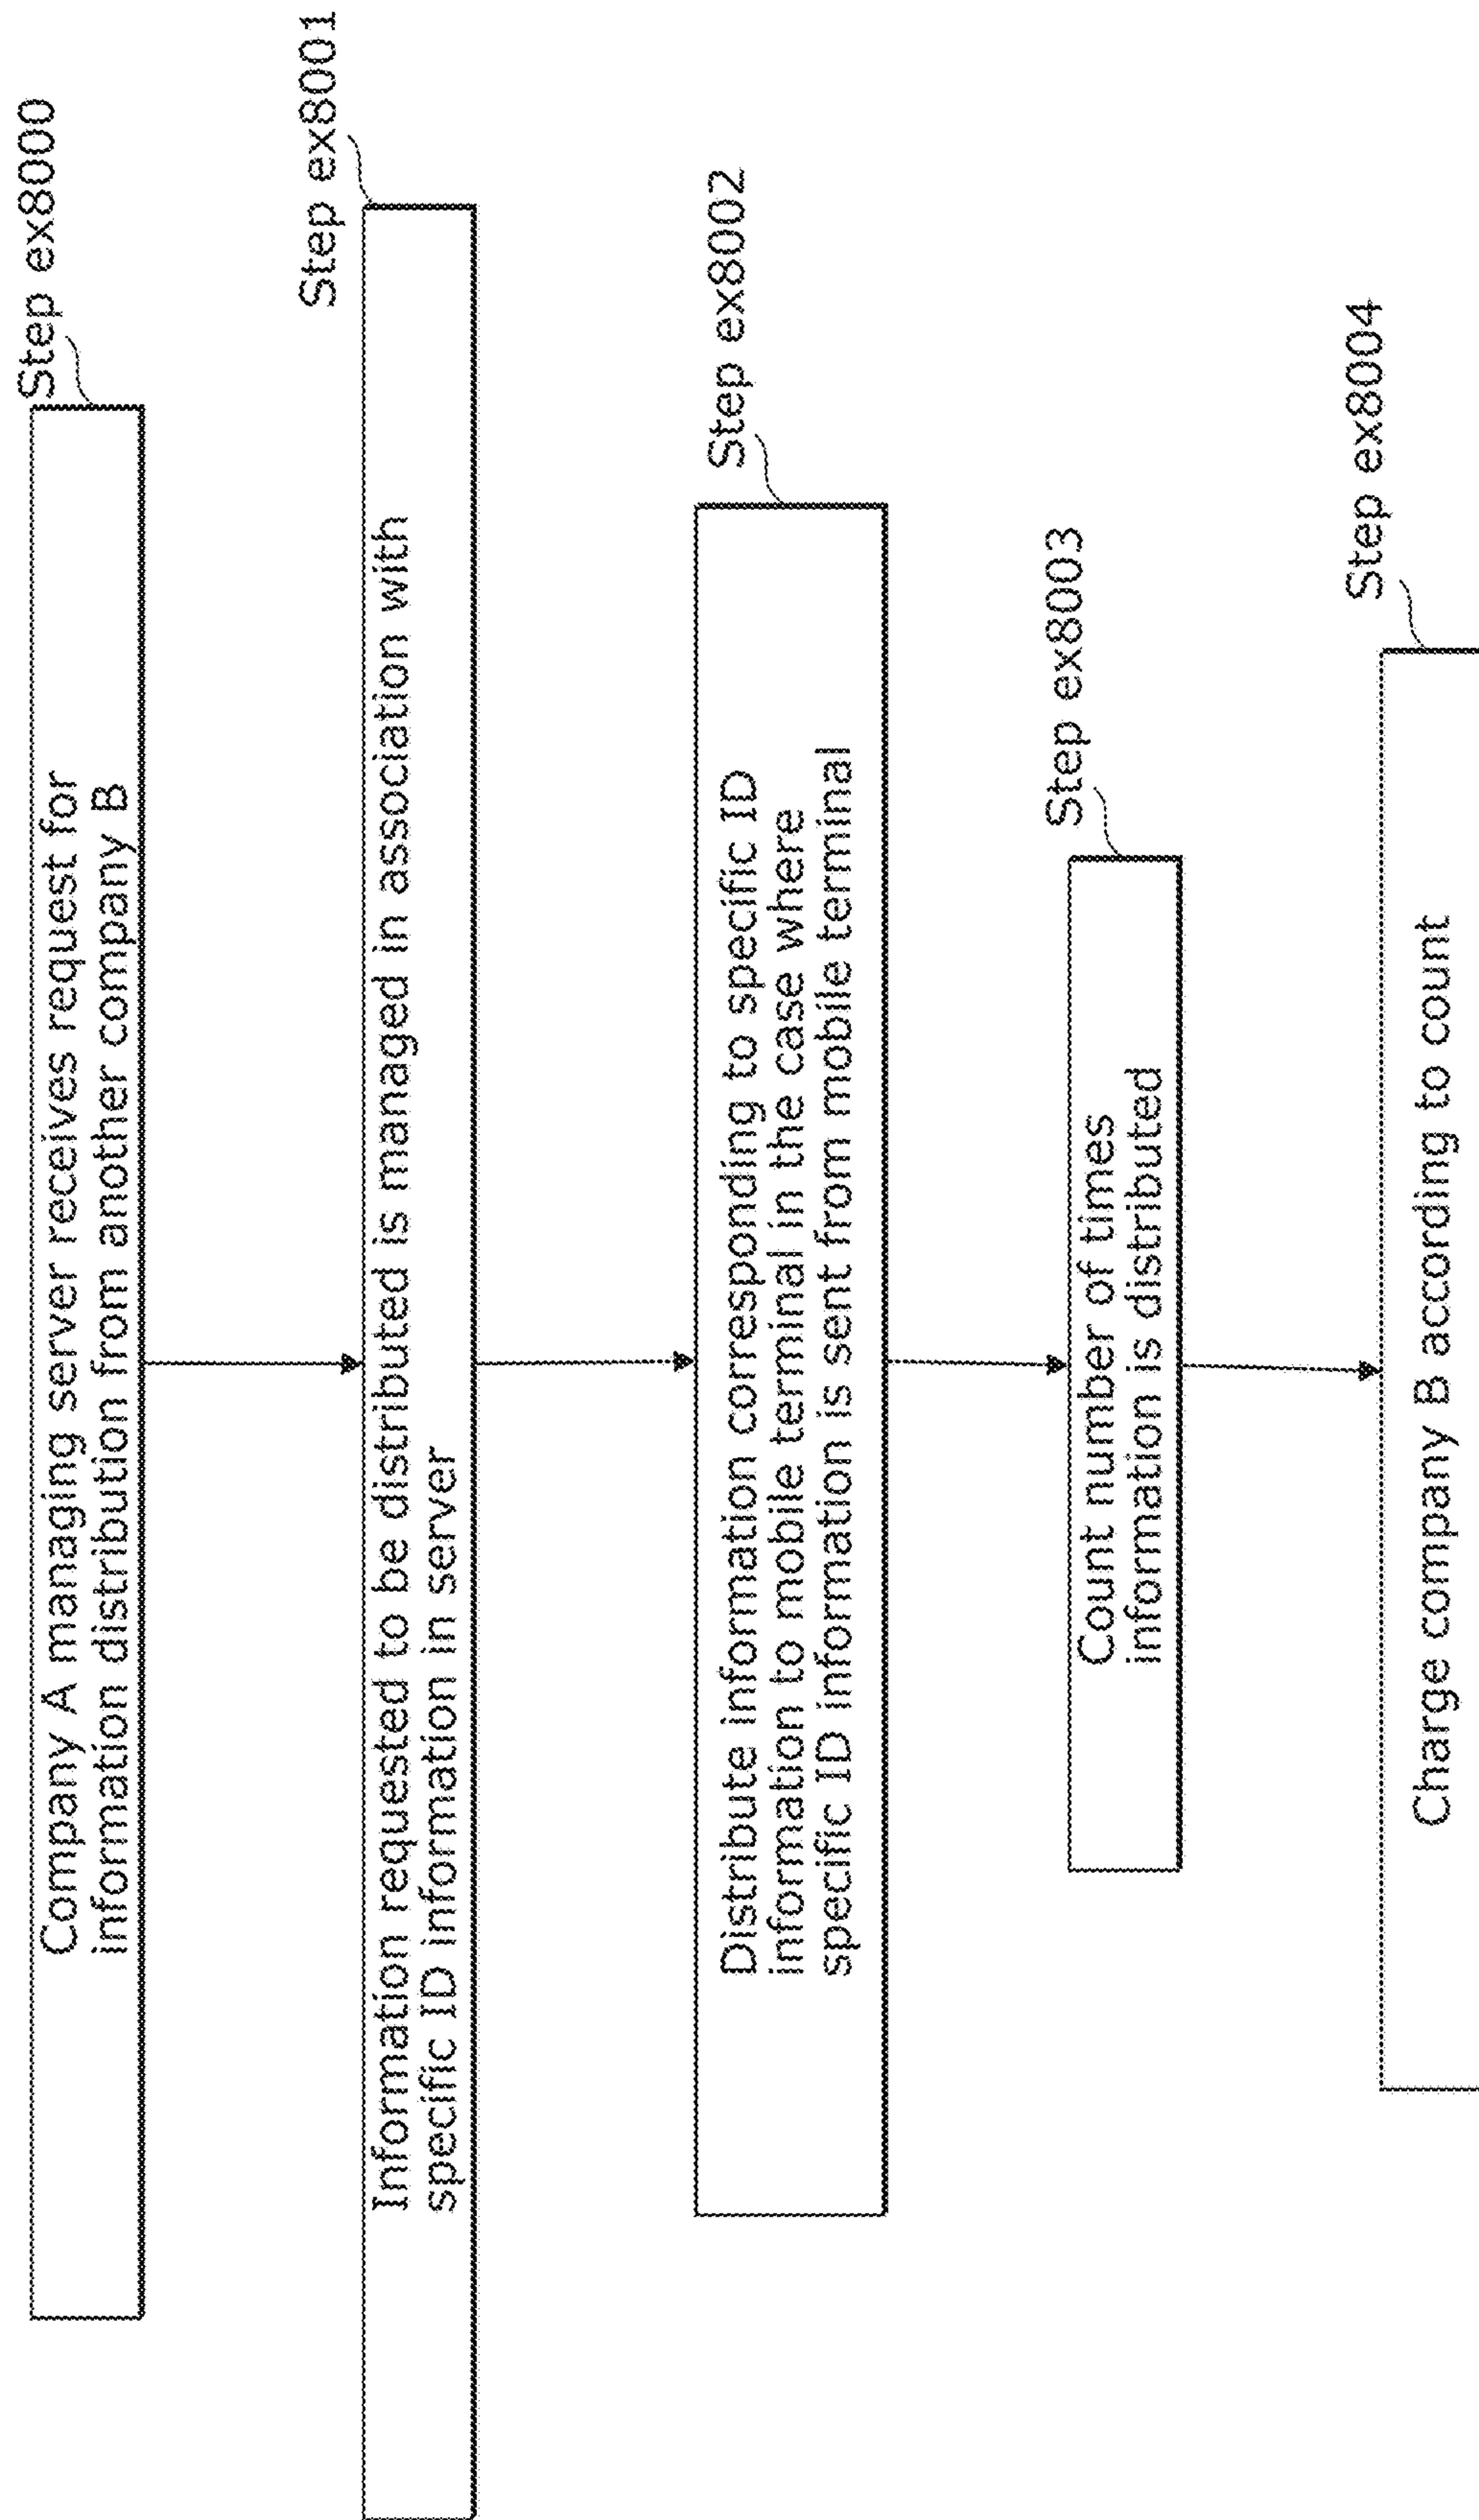 Step ex8000
Company A managing server receives request for
information distribution from another company B
Step ex8001
Information requested to be distributed is managed in association with
specific ID information in server
Step ex8002
Distribute information corresponding to specific ID
information to mobile terminal in the case where
specific ID information is sent from mobile terminal
Step ex8003
Count number of times
information is distributed
Step ex8004
Charge company B according to count